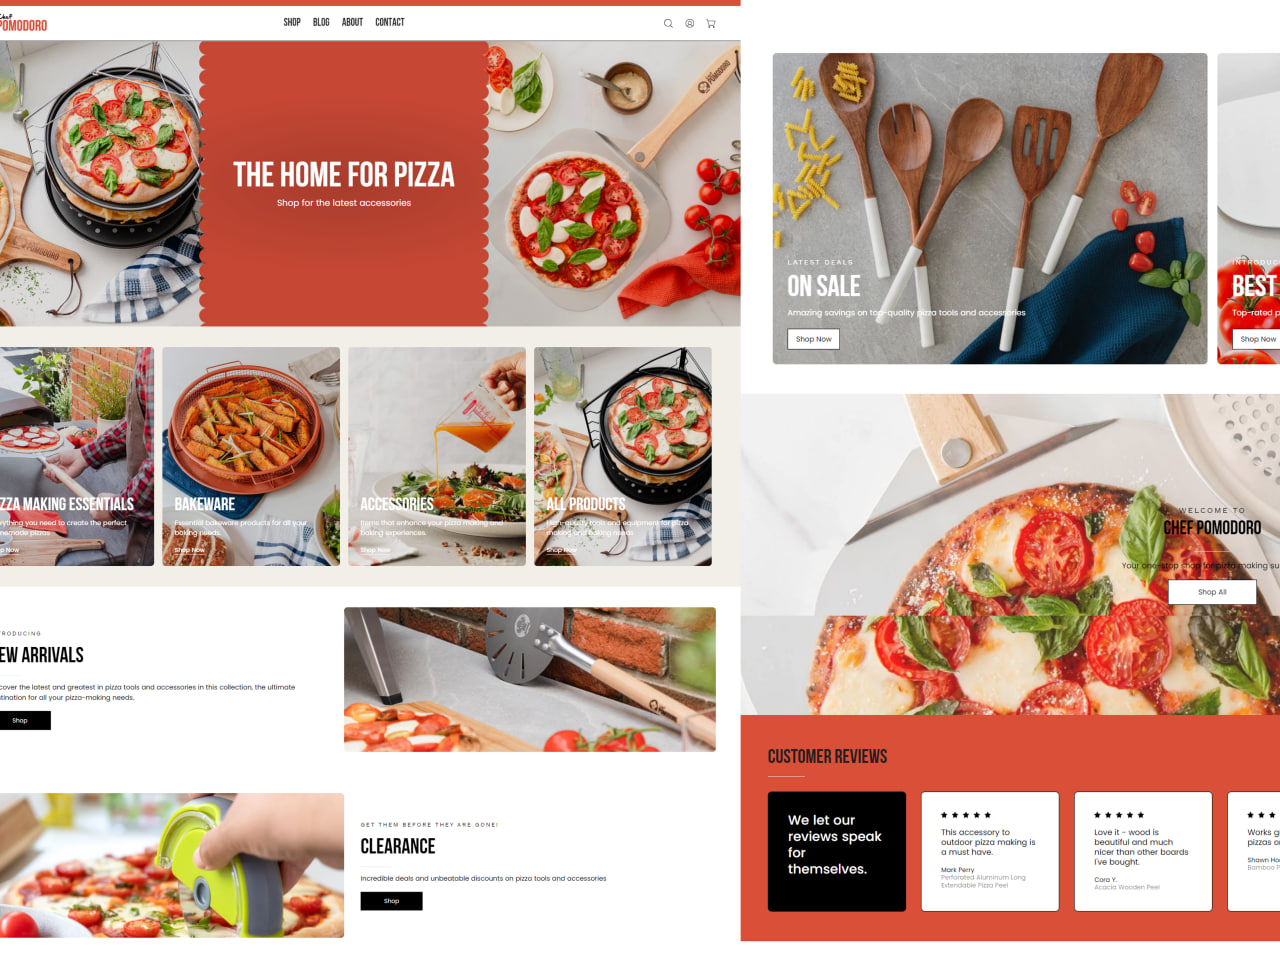 Chef
POMODORO
SHOP BLOG ABOUT CONTACT
THE HOME FOR PIZZA
Shop for the latest accessories
POMODORO
ZZA MAKING ESSENTIALS
rything you need to create the perfect
memade pizzas
p Now
BAKEWARE
Essential bakeware products for all your
baking needs.
Shop Now
ACCESSORIES
Items that enhance your pizza making and
baking experiences.
Shop Now
ALL PRODUCTS
High-quality tools and equipment for pizza
making and baking needs.
Shop Now
TRODUCING
EW ARRIVALS
cover the latest and greatest in pizza tools and accessories in this collection, the ultimate
tination for all your pizza-making needs.
Shop
GET THEM BEFORE THEY ARE GONE!
CLEARANCE
Incredible deals and unbeatable discounts on pizza tools and accessories
Shop
LATEST DEALS
ON SALE
Amazing savings on top-quality pizza tools and accessories
Shop Now
INTRODUC
BEST
Top-rated p
Shop Now
WELCOME TO
CHEF POMODORO
Your one-stop shop for pizza making su
Shop All
CUSTOMER REVIEWS
We let our
reviews speak
for
themselves.
This accessory to
outdoor pizza making is
a must have.
Mark Perry
Perforated Aluminum Long
Extendable Pizza Peel
Love it - wood is
beautiful and much
nicer than other boards
I've bought.
Cara Y.
Acacia Wooden Peel
Works g
pizzas o
Shawn Ho
Bamboo P